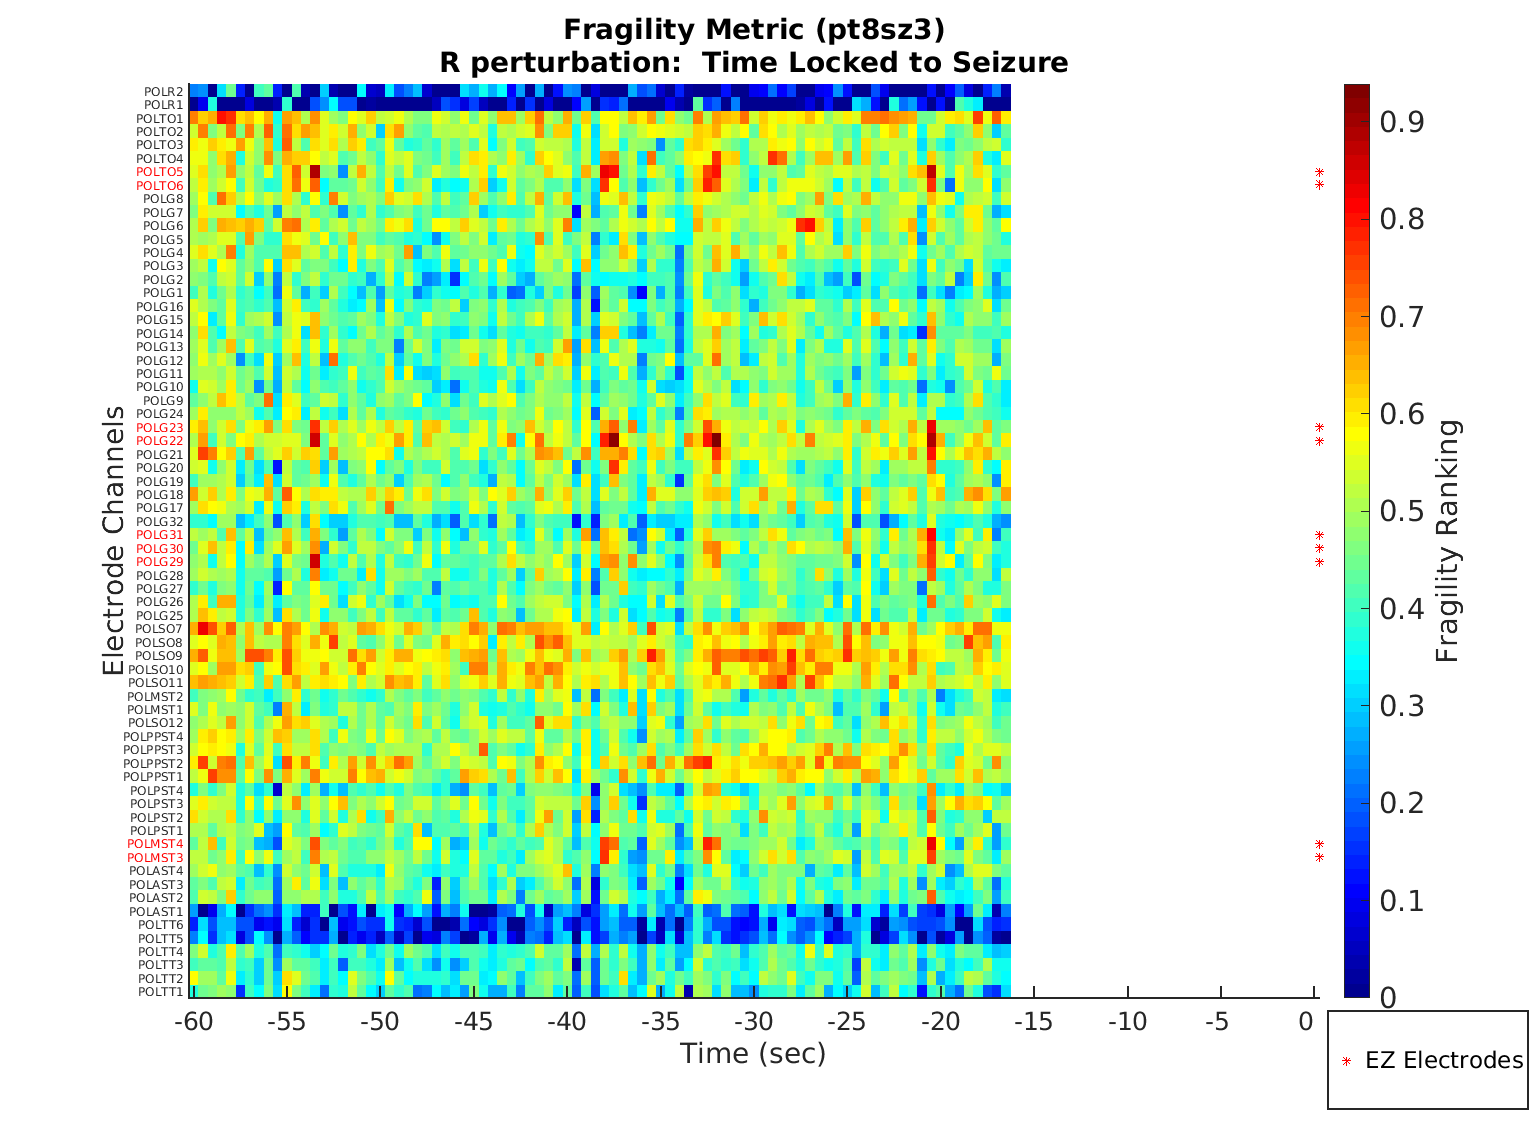 Fragility Metric (pt8sz3)
R perturbation:  Time Locked to Seizure
Electrode Channels
POLR2
POLR1
POLTO1
POLTO2
POLTO3
POLTO4
POLTO5
POLTO6
POLG8
POLG7
POLG6
POLG5
POLG4
POLG3
POLG2
POLG1
POLG16
POLG15
POLG14
POLG13
POLG12
POLG11
POLG10
POLG9
POLG24
POLG23
POLG22
POLG21
POLG20
POLG19
POLG18
POLG17
POLG32
POLG31
POLG30
POLG29
POLG28
POLG27
POLG26
POLG25
POLSO7
POLSO8
POLSO9
POLSO10
POLSO11
POLMST2
POLMST1
POLSO12
POLPPST4
POLPPST3
POLPPST2
POLPPST1
POLPST4
POLPST3
POLPST2
POLPST1
POLMST4
POLMST3
POLAST4
POLAST3
POLAST2
POLAST1
POLTT6
POLTT5
POLTT4
POLTT3
POLTT2
POLTT1
-60 -55 -50 -45 -40 -35 -30 -25 -20 -15 -10 -5 0
Time (sec)
0.9
0.8
0.7
0.6
0.5
0.4
0.3
0.2
0.1
0
Fragility Ranking
EZ Electrodes